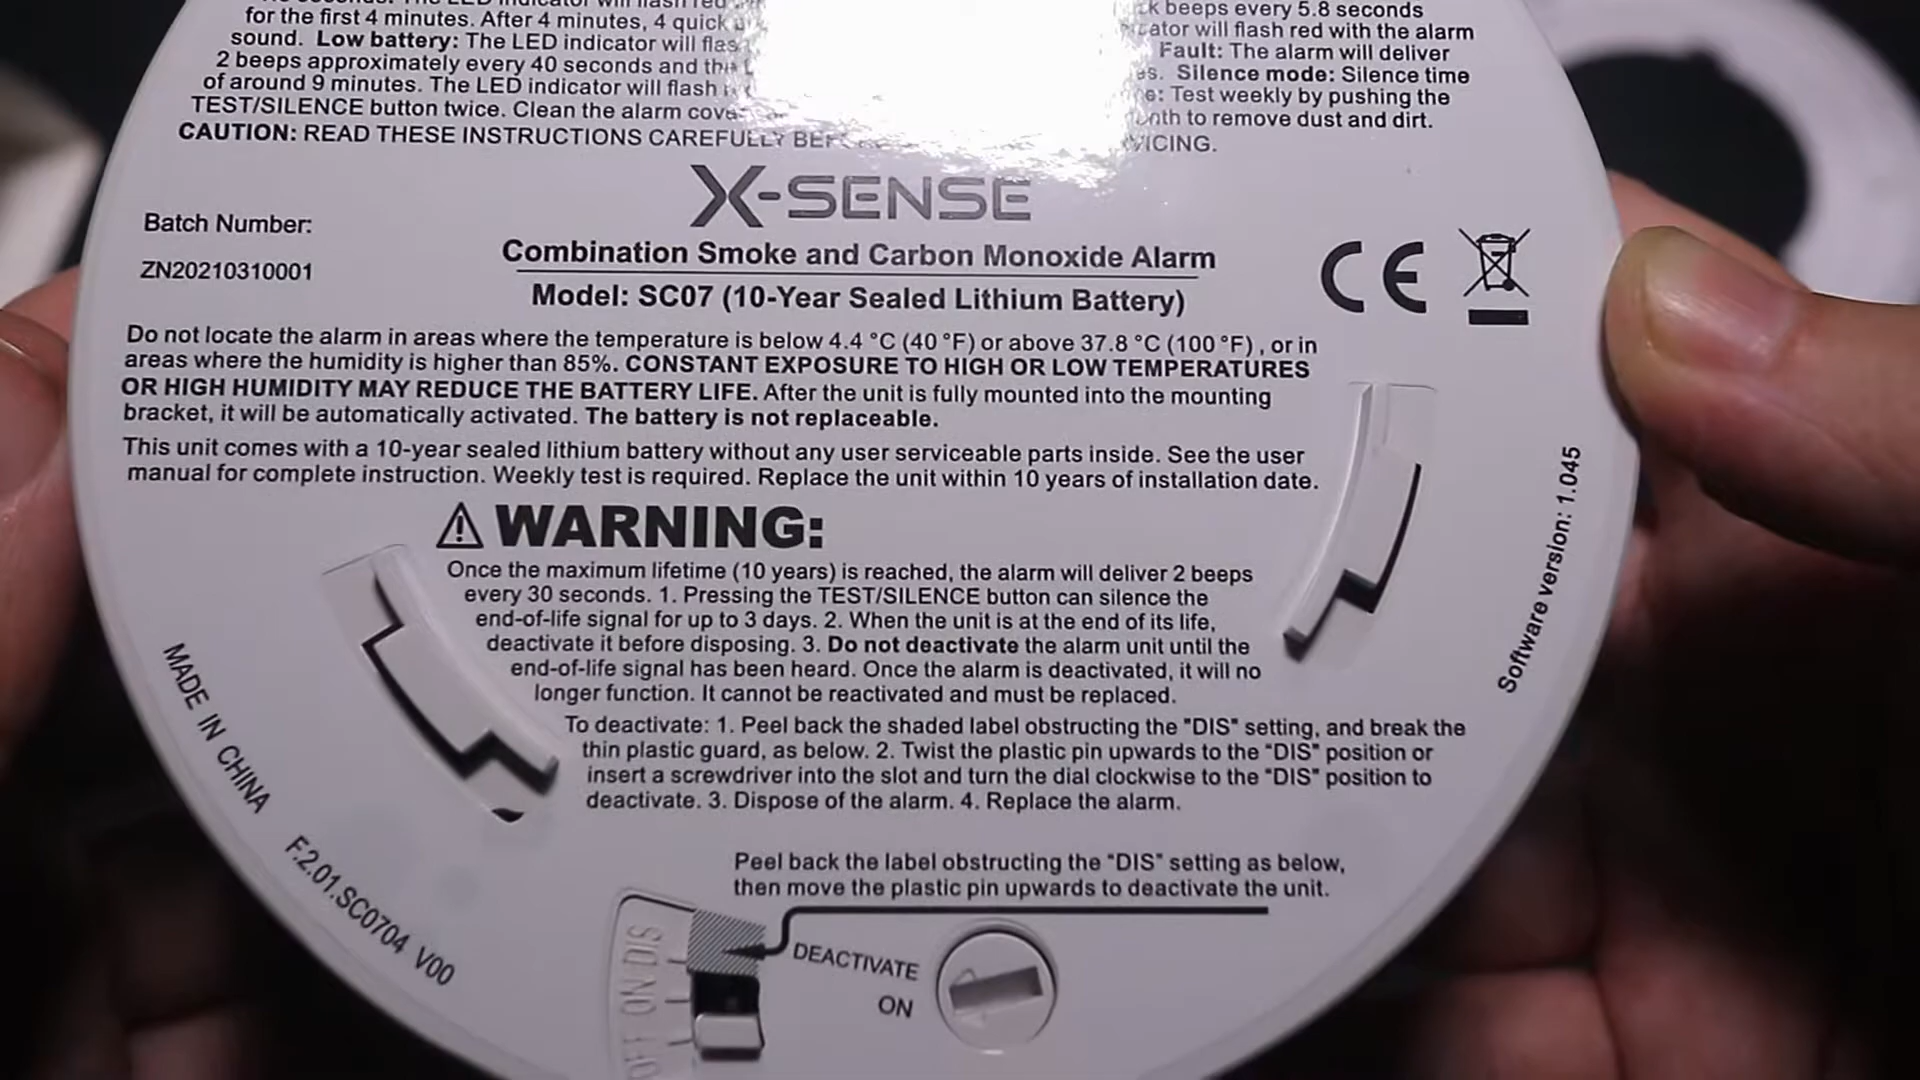 for the first 4 minutes. After 4 minutes, 4 quick
beeps every 5.8 seconds
sound. Low battery: The LED indicator will
will flash red with the alarm
2 beeps approximately every 40 seconds and
Fault: The alarm will deliver
of around 9 minutes. The LED indicator will flash
Silence mode: Silence time
TEST/SILENCE button twice. Clean the alarm
Test weekly by pushing the
to remove dust and dirt.
CAUTION: READ THESE INSTRUCTIONS CAREFULLY
X-SENSE
Batch Number:
ZN20210310001
Combination Smoke and Carbon Monoxide Alarm
Model: SC07 (10-Year Sealed Lithium Battery)
CE
Do not locate the alarm in areas where the temperature is below 4.4 °C (40 °F) or above 37.8 °C (100 °F) , or in
areas where the humidity is higher than 85%. CONSTANT EXPOSURE TO HIGH OR LOW TEMPERATURES
OR HIGH HUMIDITY MAY REDUCE THE BATTERY LIFE. After the unit is fully mounted into the mounting
bracket, it will be automatically activated. The battery is not replaceable.
This unit comes with a 10-year sealed lithium battery without any user serviceable parts inside. See the user
manual for complete instruction. Weekly test is required. Replace the unit within 10 years of installation date.
WARNING:
Once the maximum lifetime (10 years) is reached, the alarm will deliver 2 beeps
every 30 seconds. 1. Pressing the TEST/SILENCE button can silence the
end-of-life signal for up to 3 days. 2. When the unit is at the end of its life,
deactivate it before disposing. 3. Do not deactivate the alarm unit until the
end-of-life signal has been heard. Once the alarm is deactivated, it will no
longer function. It cannot be reactivated and must be replaced.
To deactivate: 1. Peel back the shaded label obstructing the "DIS" setting, and break the
thin plastic guard, as below. 2. Twist the plastic pin upwards to the "DIS" position or
insert a screwdriver into the slot and turn the dial clockwise to the "DIS" position to
deactivate. 3. Dispose of the alarm. 4. Replace the alarm.
Software version: 1.045
MADE IN CHINA
F.2.01.SC0704 V00
Peel back the label obstructing the "DIS" setting as below,
then move the plastic pin upwards to deactivate the unit.
OFF ON DIS
DEACTIVATE
ON